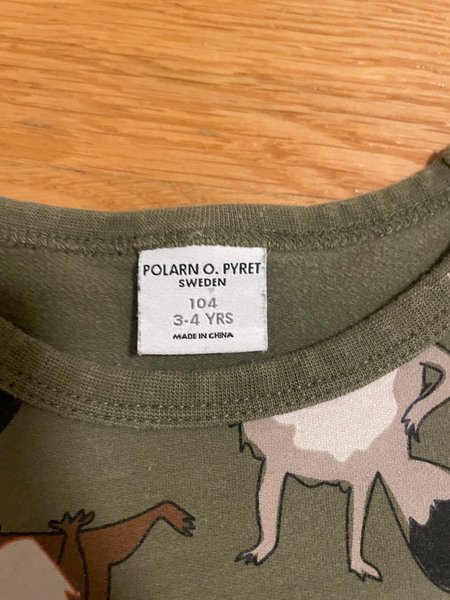 POLARN O. PYRET
SWEDEN
104
3-4 YRS
MADE IN CHINA